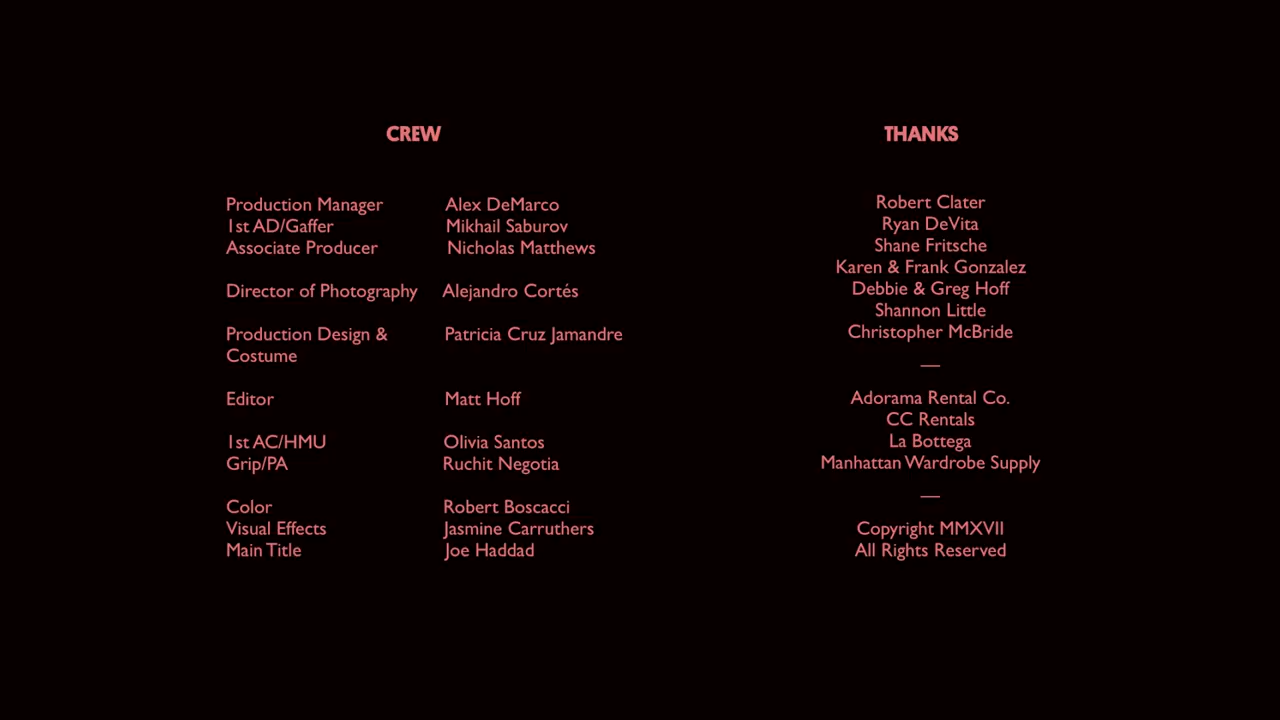 CREW
Production Manager Alex DeMarco
1st AD/Gaffer Mikhail Saburov
Associate Producer Nicholas Matthews
Director of Photography Alejandro Cortés
Production Design & Patricia Cruz Jamandre
Costume
Editor Matt Hoff
1st AC/HMU Olivia Santos
Grip/PA Ruchit Negotia
Color Robert Boscacci
Visual Effects Jasmine Carruthers
Main Title Joe Haddad
THANKS
Robert Clater
Ryan DeVita
Shane Fritsche
Karen & Frank Gonzalez
Debbie & Greg Hoff
Shannon Little
Christopher McBride
—
Adorama Rental Co.
CC Rentals
La Bottega
Manhattan Wardrobe Supply
—
Copyright MMXVII
All Rights Reserved